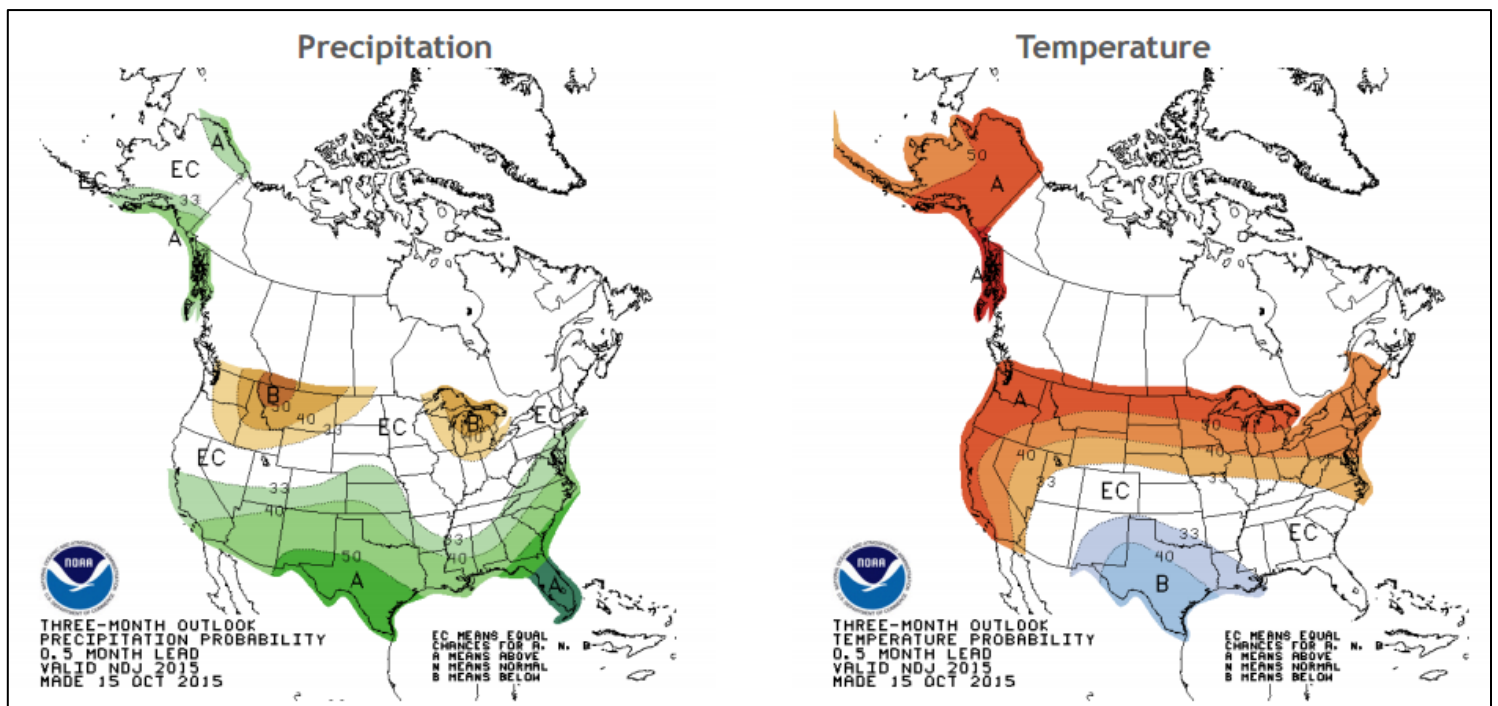 Precipitation
A
EC
EC
33
A
B
50
40
33
EC
B
40
EC
EC
33
40
50
A
33
40
A
NOAA
THREE-MONTH OUTLOOK
PRECIPITATION PROBABILITY
0.5 MONTH LEAD
VALID NDJ 2015
MADE 15 OCT 2015
EC MEANS EQUAL
CHANCES FOR A, N, B
A MEANS ABOVE
N MEANS NORMAL
B MEANS BELOW
Temperature
50
A
A
A
50
A
40
40
33
33
EC
EC
33
40
B
NOAA
THREE-MONTH OUTLOOK
TEMPERATURE PROBABILITY
0.5 MONTH LEAD
VALID NDJ 2015
MADE 15 OCT 2015
EC MEANS EQUAL
CHANCES FOR A, N, B
A MEANS ABOVE
N MEANS NORMAL
B MEANS BELOW